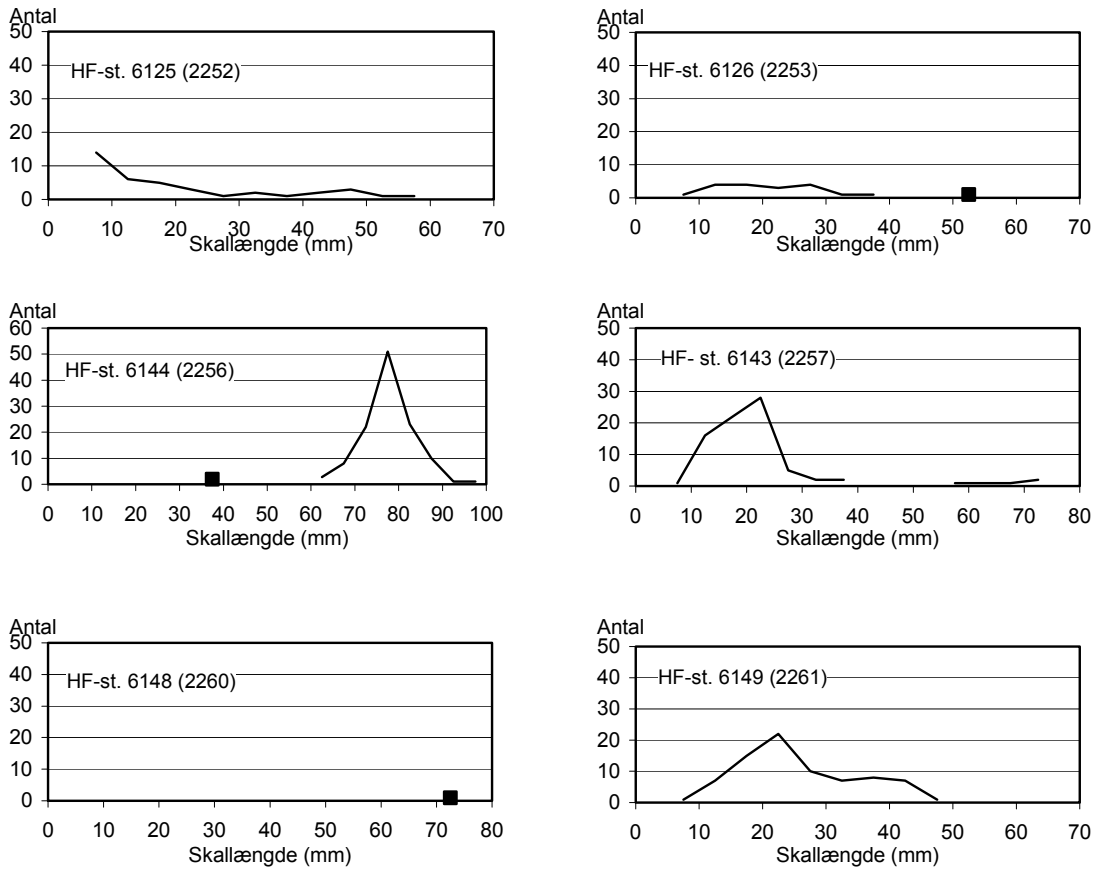 Antal
50
40
30
20
10
0
HF-st. 6125 (2252)
0 10 20 30 40 50 60 70
Skallængde (mm)
Antal
50
40
30
20
10
0
HF-st. 6126 (2253)
0 10 20 30 40 50 60 70
Skallængde (mm)
Antal
60
50
40
30
20
10
0
HF-st. 6144 (2256)
0 10 20 30 40 50 60 70 80 90 100
Skallængde (mm)
Antal
50
40
30
20
10
0
HF- st. 6143 (2257)
0 10 20 30 40 50 60 70 80
Skallængde (mm)
Antal
50
40
30
20
10
0
HF-st. 6148 (2260)
0 10 20 30 40 50 60 70 80
Skallængde (mm)
Antal
50
40
30
20
10
0
HF-st. 6149 (2261)
0 10 20 30 40 50 60 70
Skallængde (mm)